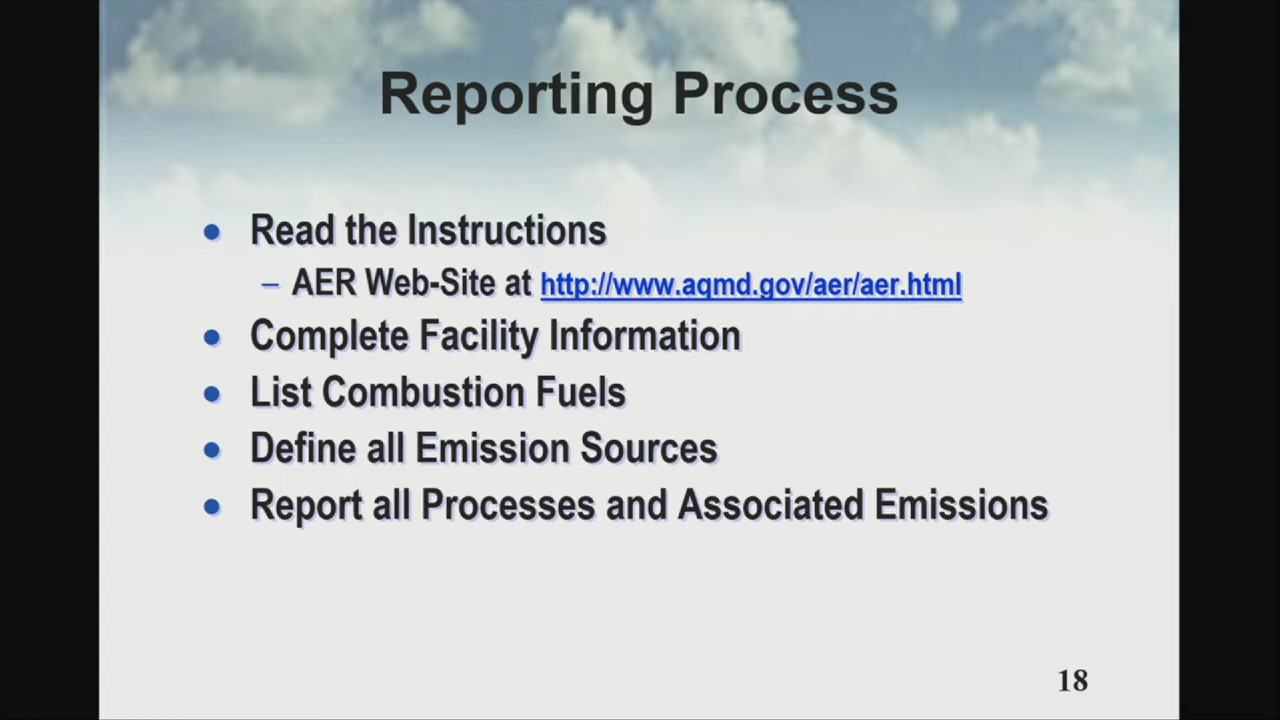 Reporting Process
• Read the Instructions
– AER Web-Site at http://www.aqmd.gov/aer/aer.html
• Complete Facility Information
• List Combustion Fuels
• Define all Emission Sources
• Report all Processes and Associated Emissions
18